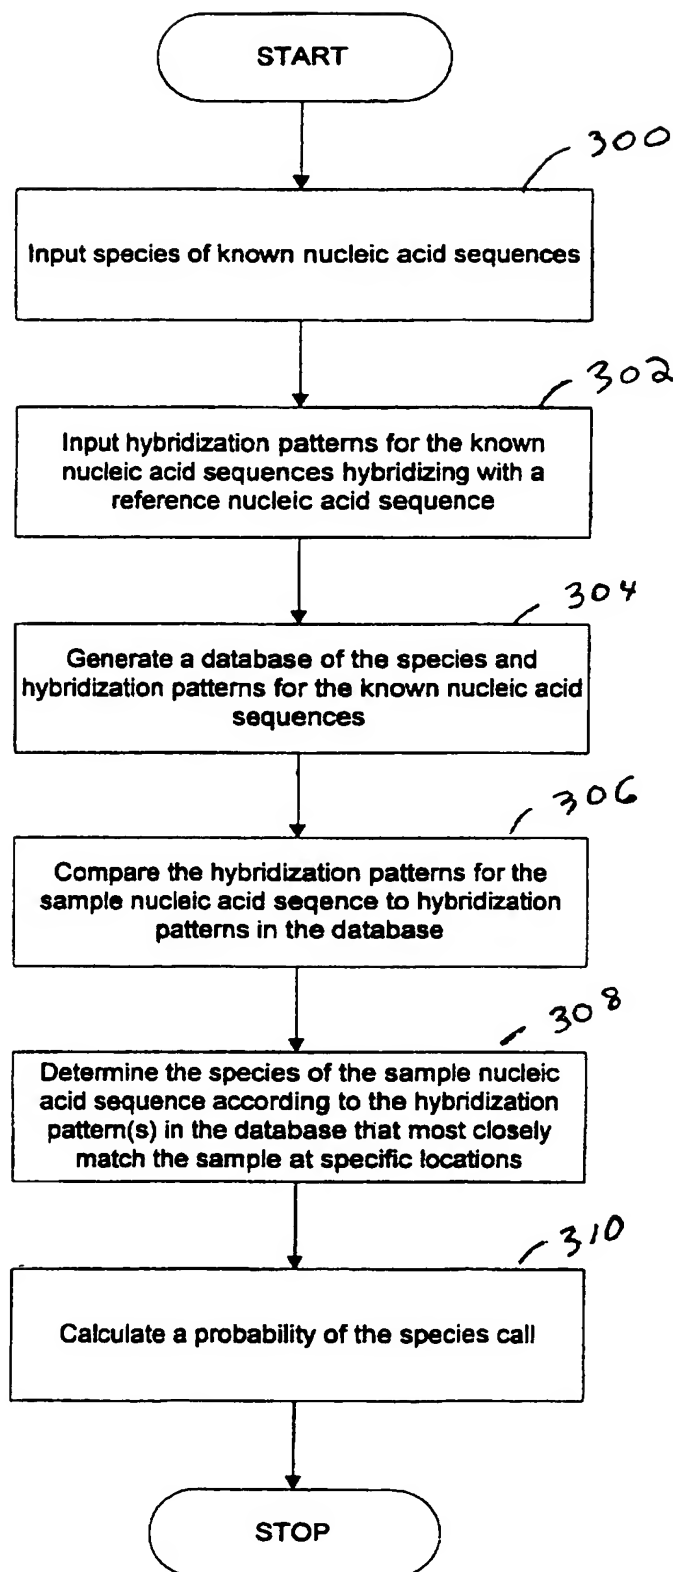 START
300
Input species of known nucleic acid sequences
302
Input hybridization patterns for the known
nucleic acid sequences hybridizing with a
reference nucleic acid sequence
304
Generate a database of the species and
hybridization patterns for the known nucleic acid
sequences
306
Compare the hybridization patterns for the
sample nucleic acid seqence to hybridization
patterns in the database
308
Determine the species of the sample nucleic
acid sequence according to the hybridization
pattern(s) in the database that most closely
match the sample at specific locations
310
Calculate a probability of the species call
STOP